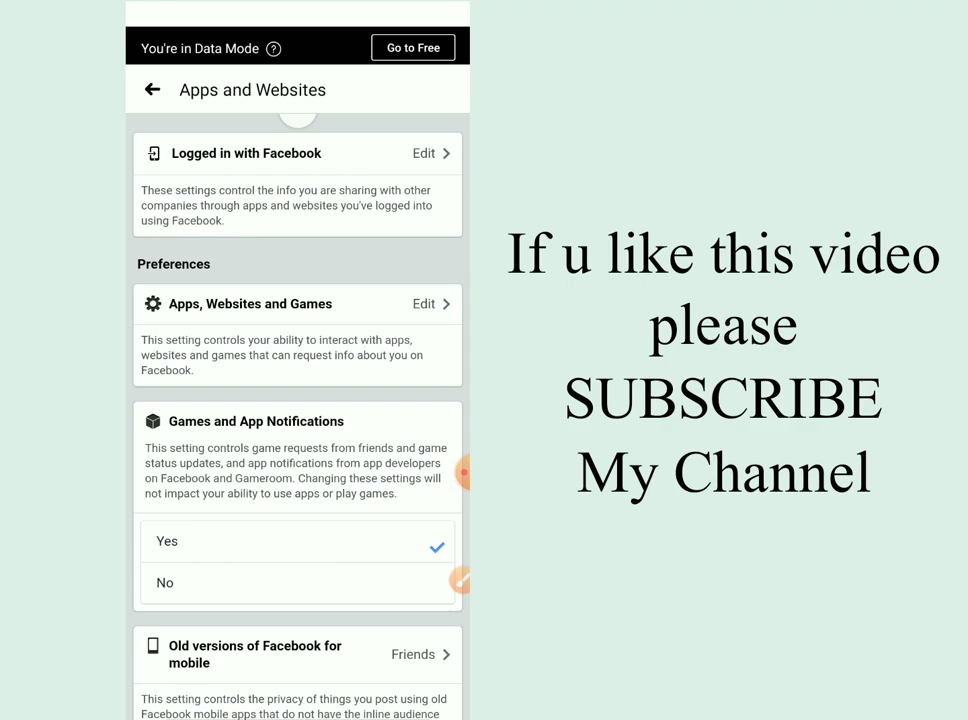 You're in Data Mode ?
Go to Free
Apps and Websites
Logged in with Facebook
Edit
These settings control the info you are sharing with other
companies through apps and websites you've logged into
using Facebook.
Preferences
Apps, Websites and Games
Edit
This setting controls your ability to interact with apps,
websites and games that can request info about you on
Facebook.
Games and App Notifications
This setting controls game requests from friends and game
status updates, and app notifications from app developers
on Facebook and Gameroom. Changing these settings will
not impact your ability to use apps or play games.
Yes
No
Old versions of Facebook for
mobile
Friends
This setting controls the privacy of things you post using old
Facebook mobile apps that do not have the inline audience
If u like this video
please
SUBSCRIBE
My Channel